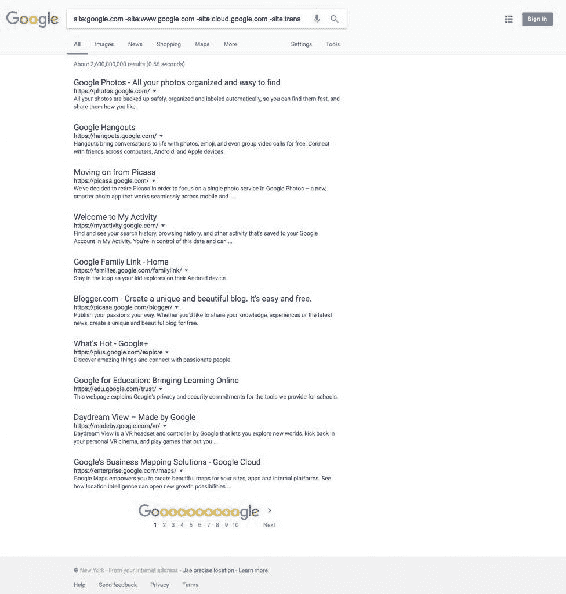 Google
site:google.com -site:www.google.com -site:cloud.google.com -site:trans
Sign in
All Images News Shopping Maps More Settings Tools
About 2,600,000,000 results (0.56 seconds)
Google Photos - All your photos organized and easy to find
https://photos.google.com/
All your photos are backed up safely, organized and labeled automatically, so you can find them fast, and
share them how you like.
Google Hangouts
https://hangouts.google.com/
Hangouts bring conversations to life with photos, emoji, and even group video calls for free. Connect
with friends across computers, Android, and Apple devices.
Moving on from Picasa
https://picasa.google.com/
We've decided to retire Picasa in order to focus on a single photo service in Google Photos – a new,
smarter photo app that works seamlessly across mobile and ...
Welcome to My Activity
https://myactivity.google.com/
Find and see your search history, browsing history, and other activity that's saved to your Google
Account in My Activity. You're in control of this data and can ...
Google Family Link - Home
https://families.google.com/familylink/
Stay in the loop as your kid explores on their Android device.
Blogger.com - Create a unique and beautiful blog. It's easy and free.
https://picasa.google.com/blogger/
Publish your passions your way. Whether you'd like to share your knowledge, experiences or the latest
news, create a unique and beautiful blog for free.
What's Hot - Google+
https://plus.google.com/explore
Discover amazing things and connect with passionate people.
Google for Education: Bringing Learning Online
https://edu.google.com/trust/
This webpage explains Google's privacy and security commitments for the tools we provide for schools.
Daydream View – Made by Google
https://madeby.google.com/vr/
Daydream View is a VR headset and controller by Google that lets you explore new worlds, kick back in
your personal VR cinema, and play games that put you ...
Google's Business Mapping Solutions - Google Cloud
https://enterprise.google.com/maps/
Google Maps empowers you to create beautiful maps for your sites, apps and internal platforms. See
how location intelligence can open new growth possibilities ...
Goooooooooogle
1 2 3 4 5 6 7 8 9 10 Next
New York - From your internet address - Use precise location - Learn more
Help Send feedback Privacy Terms